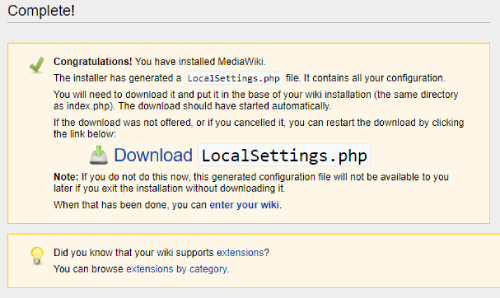 Complete!
Congratulations! You have installed MediaWiki.
The installer has generated a LocalSettings.php file. It contains all your configuration.
You will need to download it and put it in the base of your wiki installation (the same directory
as index.php). The download should have started automatically.
If the download was not offered, or if you cancelled it, you can restart the download by clicking
the link below:
Download LocalSettings.php
Note: If you do not do this now, this generated configuration file will not be available to you
later if you exit the installation without downloading it.
When that has been done, you can enter your wiki.
Did you know that your wiki supports extensions?
You can browse extensions by category.